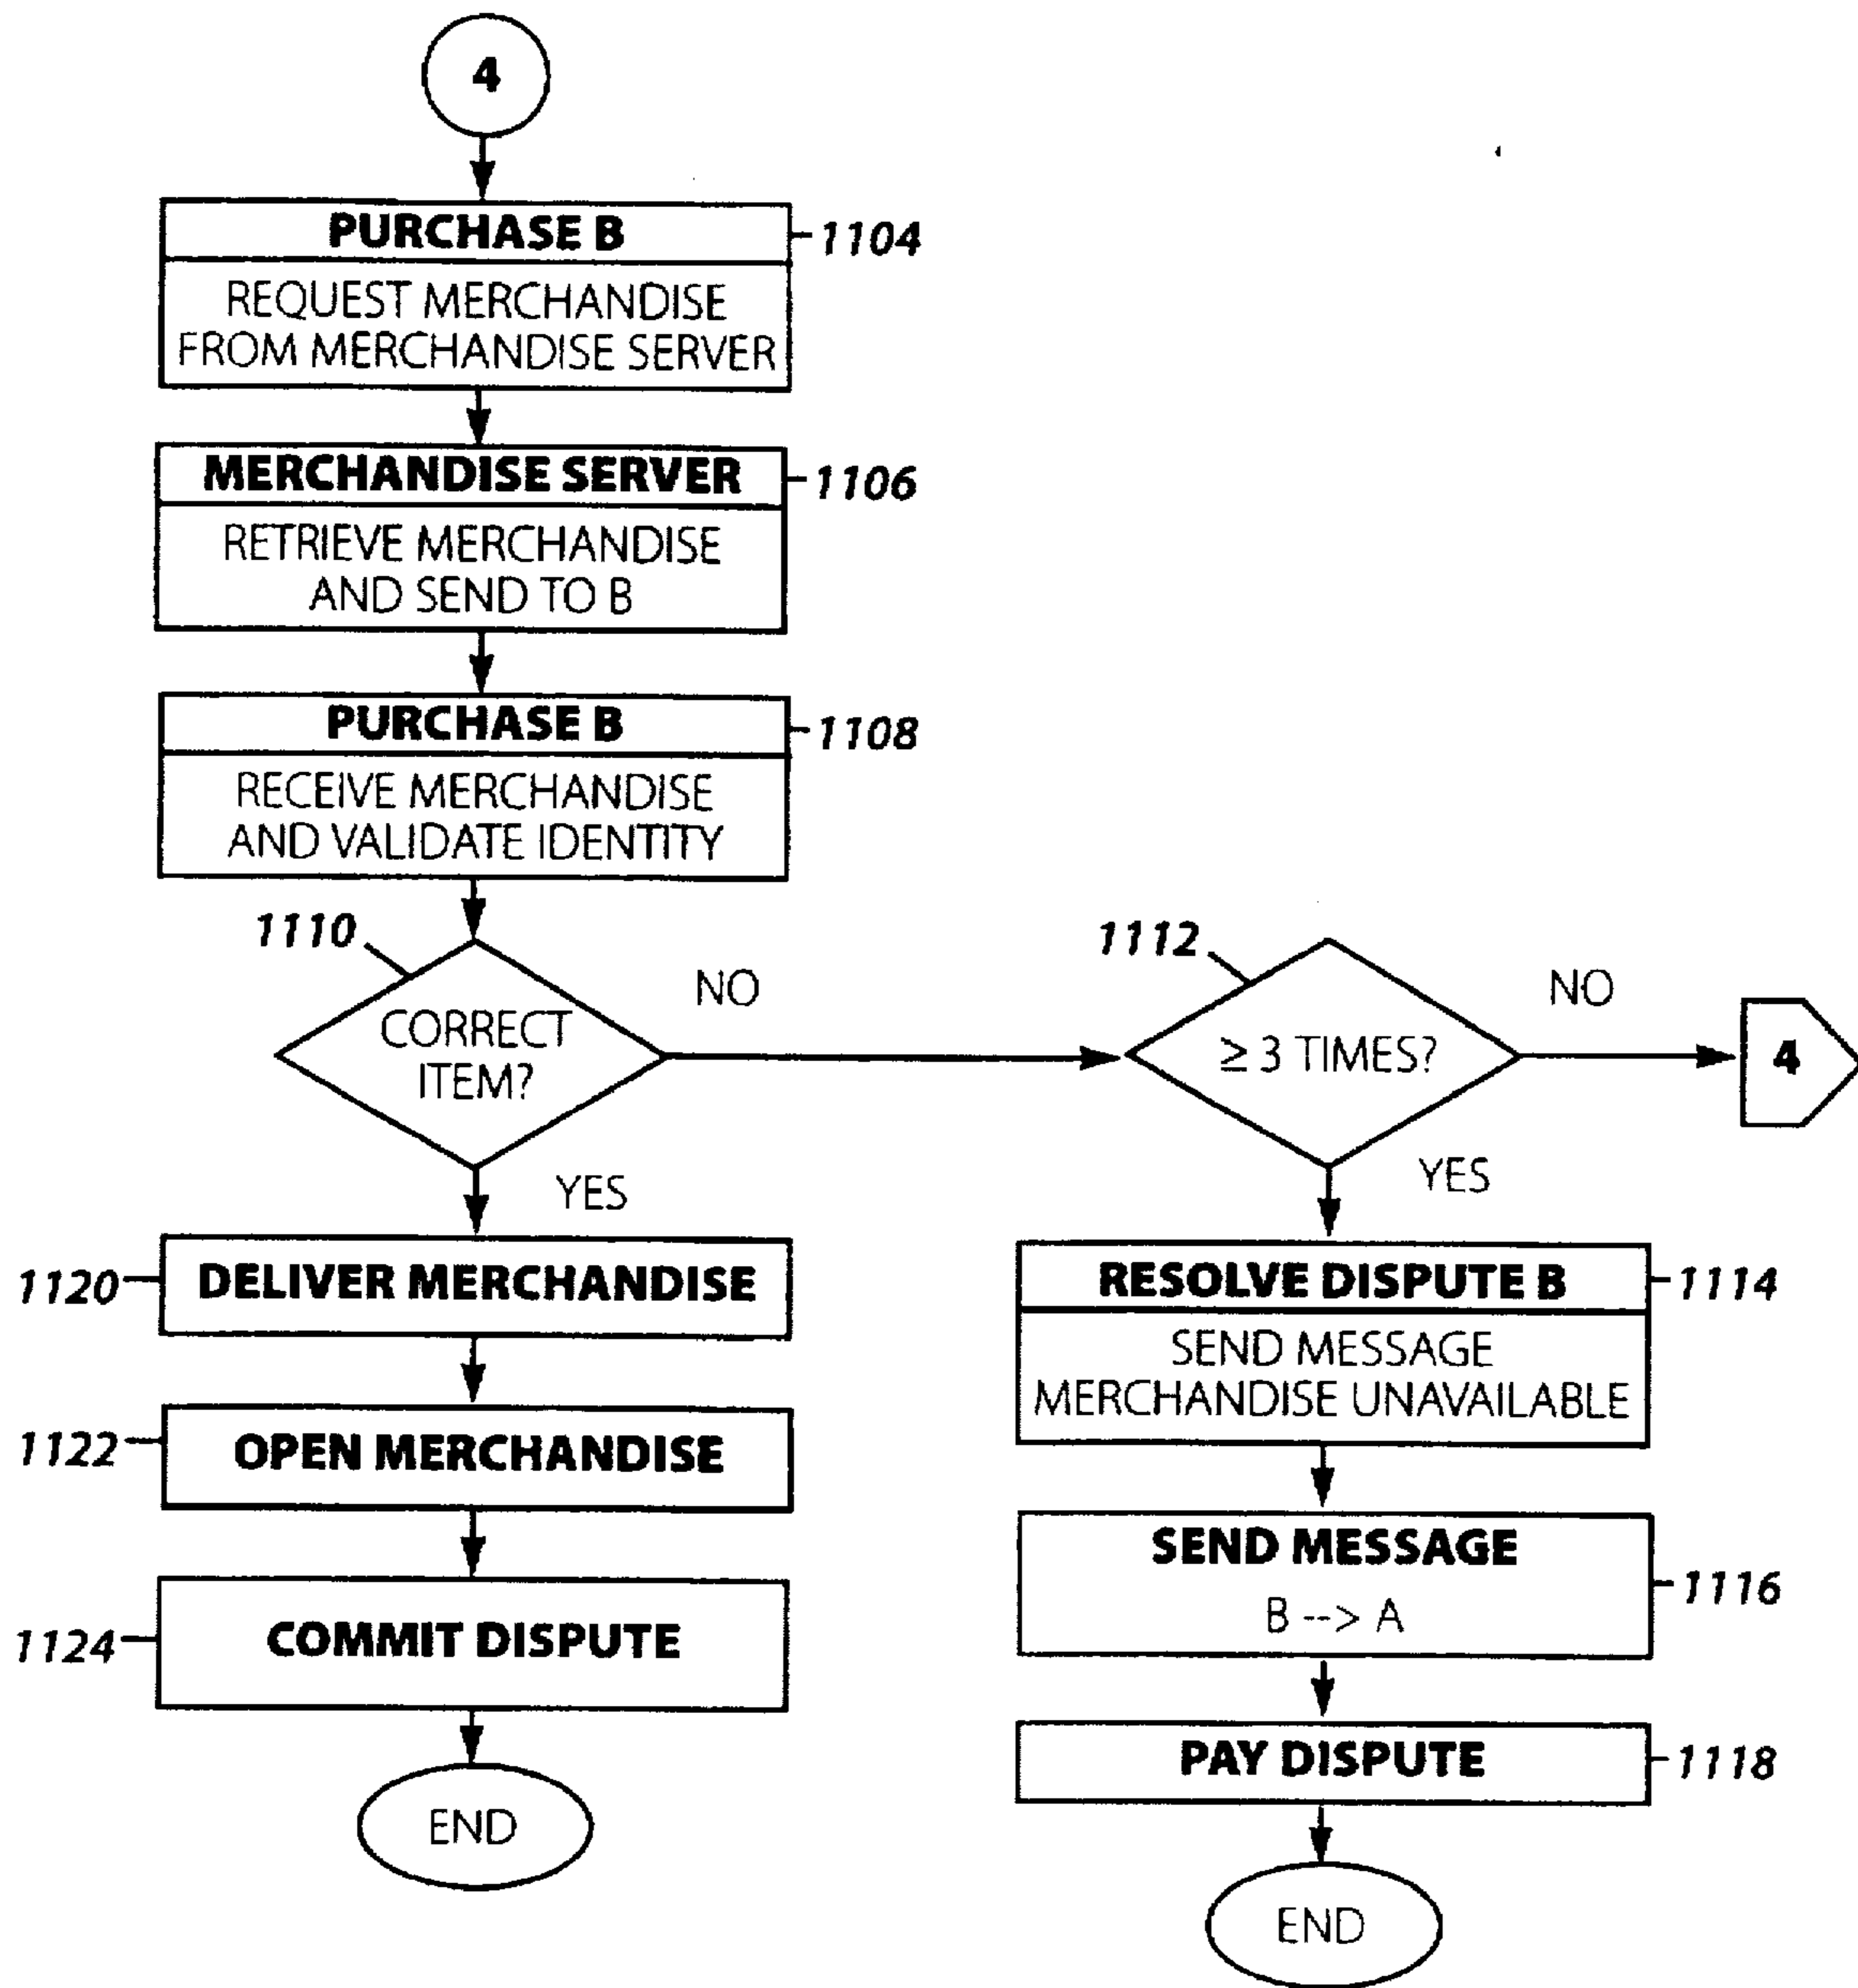 4
PURCHASE B
1104
REQUEST MERCHANDISE
FROM MERCHANDISE SERVER
MERCHANDISE SERVER
1106
RETRIEVE MERCHANDISE
AND SEND TO B
PURCHASE B
1108
RECEIVE MERCHANDISE
AND VALIDATE IDENTITY
1110
CORRECT
ITEM?
NO
YES
1112
≥ 3 TIMES?
NO
4
YES
1120
DELIVER MERCHANDISE
1122
OPEN MERCHANDISE
1124
COMMIT DISPUTE
END
RESOLVE DISPUTE B
1114
SEND MESSAGE
MERCHANDISE UNAVAILABLE
SEND MESSAGE
1116
B --> A
PAY DISPUTE
1118
END